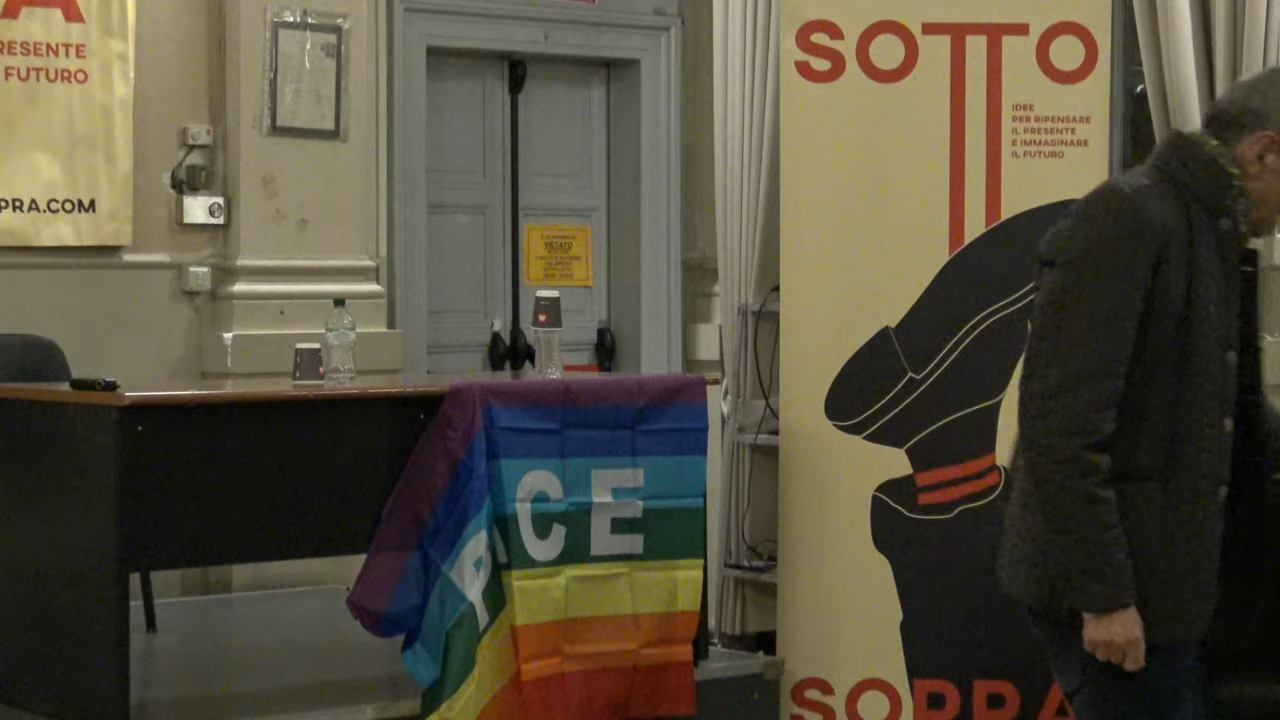 A
RESENTE
FUTURO
PRA.COM
VIETATO
SOTTO
IDEE
PER RIPENSARE
IL PRESENTE
E IMMAGINARE
IL FUTURO
P CE
SOPRA